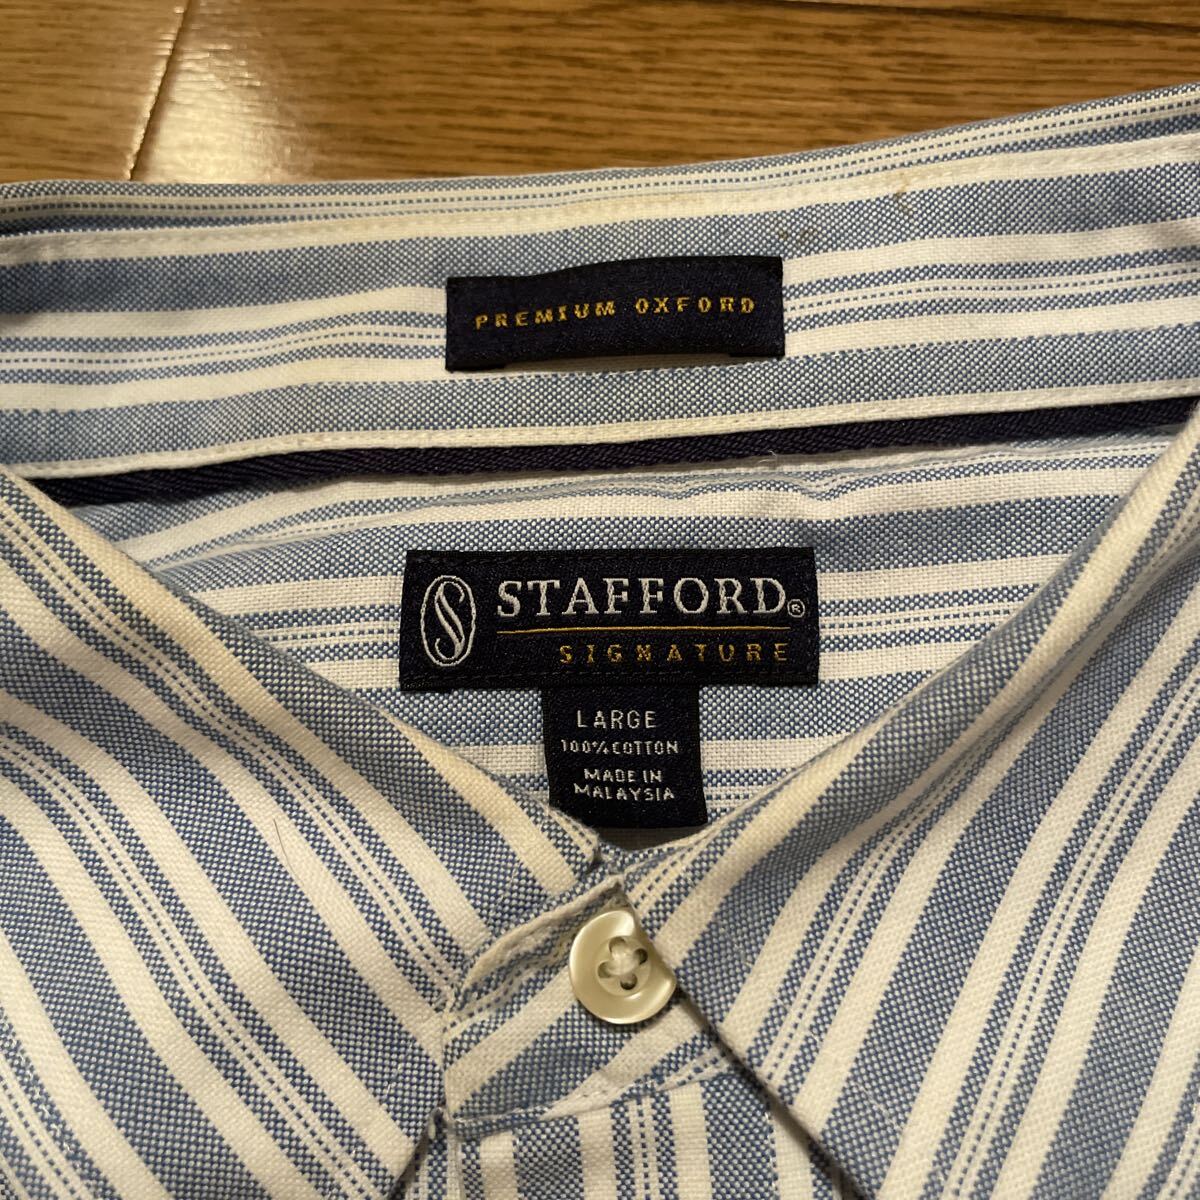 PREMIUM OXFORD
STAFFORD®
SIGNATURE
LARGE
100% COTTON
MADE IN
MALAYSIA